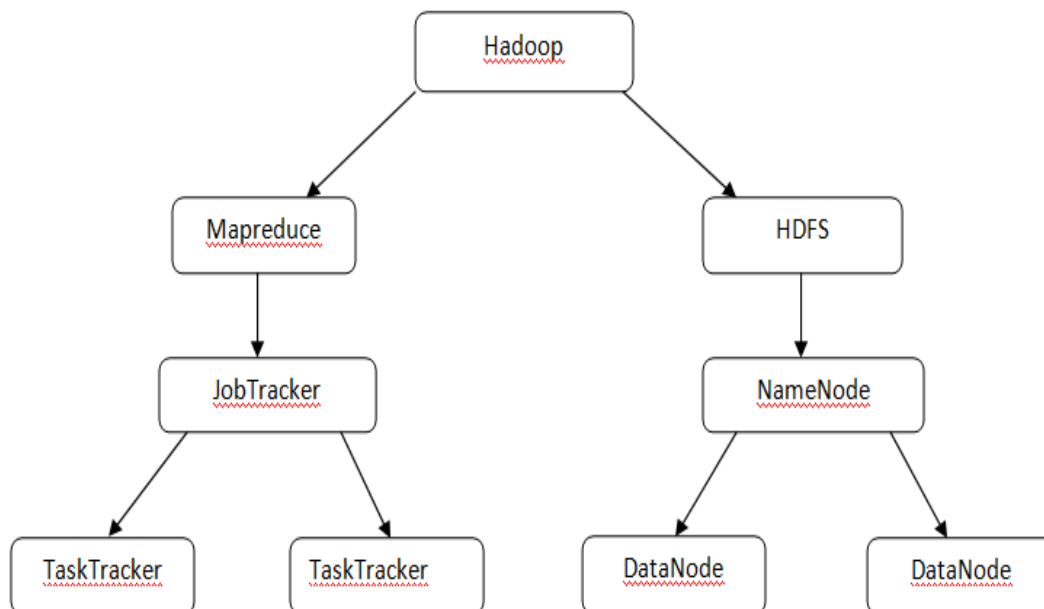 Hadoop
Mapreduce
HDFS
JobTracker
NameNode
TaskTracker
TaskTracker
DataNode
DataNode